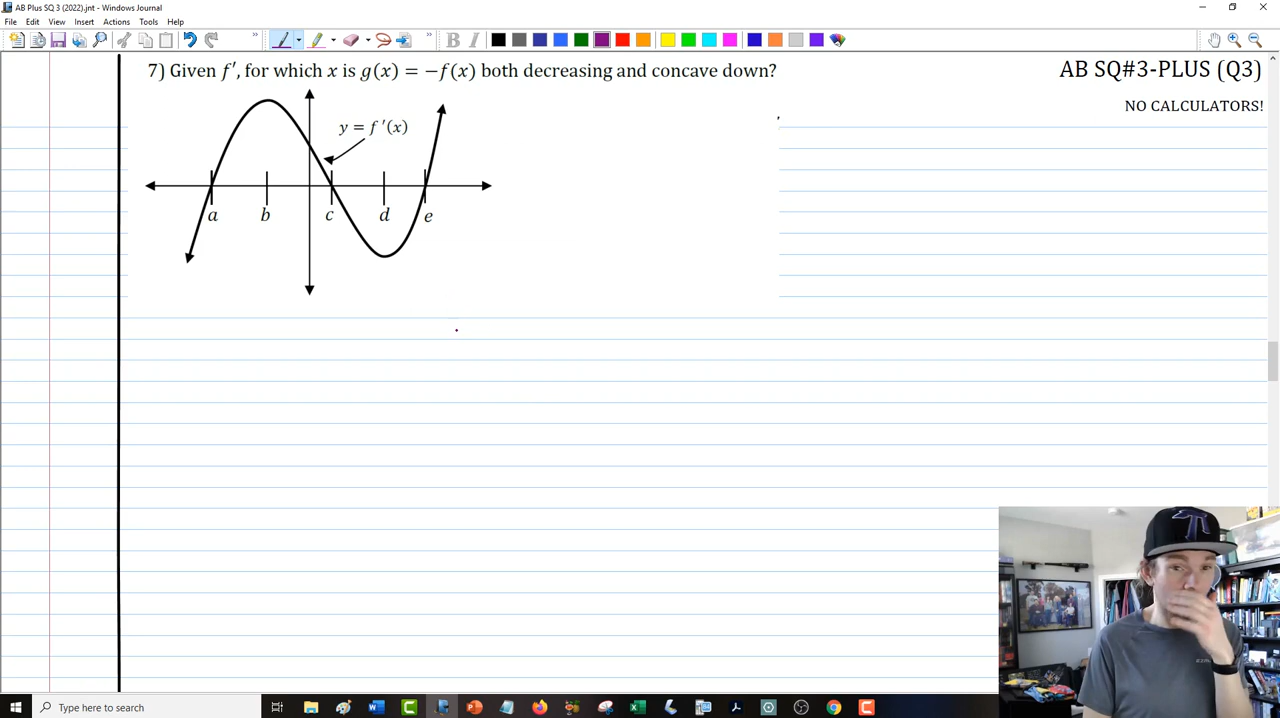 AB Plus SQ 3 (2022).jnt - Windows Journal
File Edit View Insert Actions Tools Help
7) Given f′, for which x is g(x) = −f(x) both decreasing and concave down?
AB SQ#3-PLUS (Q3)
NO CALCULATORS!
y = f ′(x)
a b c d e
Type here to search